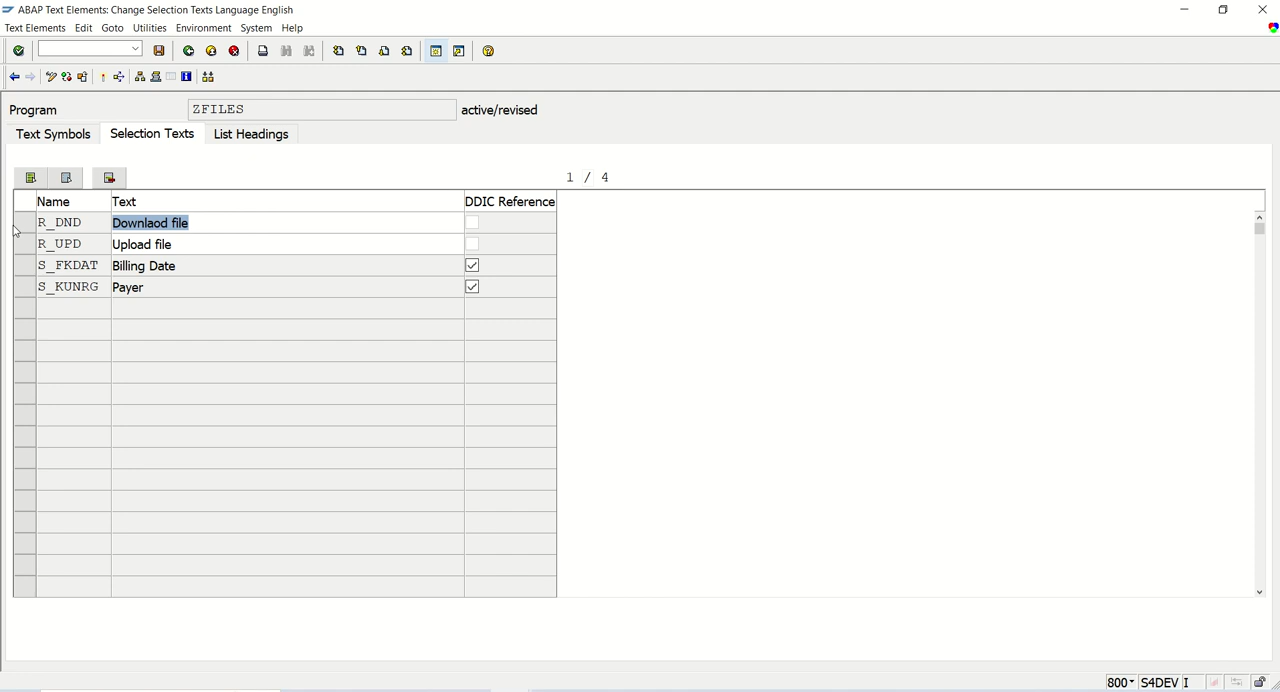 ABAP Text Elements: Change Selection Texts Language English
Text Elements Edit Goto Utilities Environment System Help
Program ZFILES active/revised
Text Symbols Selection Texts List Headings
1 / 4
Name Text DDIC Reference
R_DND Downlaod file
R_UPD Upload file
S_FKDAT Billing Date
S_KUNRG Payer
800 S4DEV I